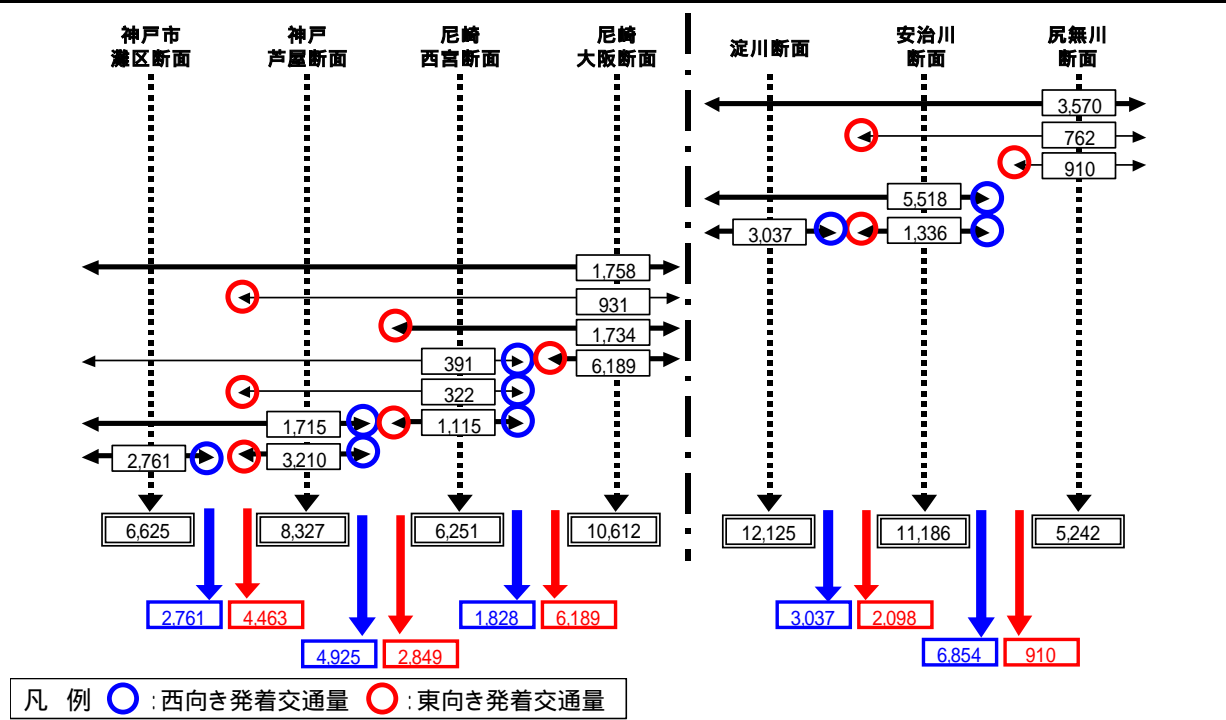 神戸市
灘区断面
神戸
芦屋断面
尼崎
西宮断面
尼崎
大阪断面
淀川断面
安治川
断面
尻無川
断面
3,570
762
910
5,518
3,037
1,336
1,758
931
1,734
391
6,189
322
1,715
1,115
2,761
3,210
6,625
8,327
6,251
10,612
12,125
11,186
5,242
2,761
4,463
1,828
6,189
3,037
2,098
4,925
2,849
6,854
910
凡 例 :西向き発着交通量 :東向き発着交通量